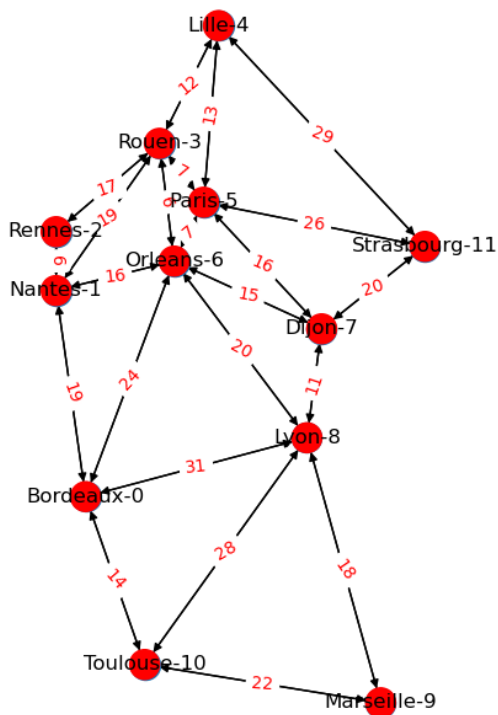 Lille-4
12
13
29
Rouen-3
7
17
19
Paris-5
26
Rennes-2
7
Strasbourg-11
Orleans-6
16
16
Nantes-1
15
20
Dijon-7
20
24
11
19
Lyon-8
31
Bordeaux-0
28
18
14
Toulouse-10
22
Marseille-9